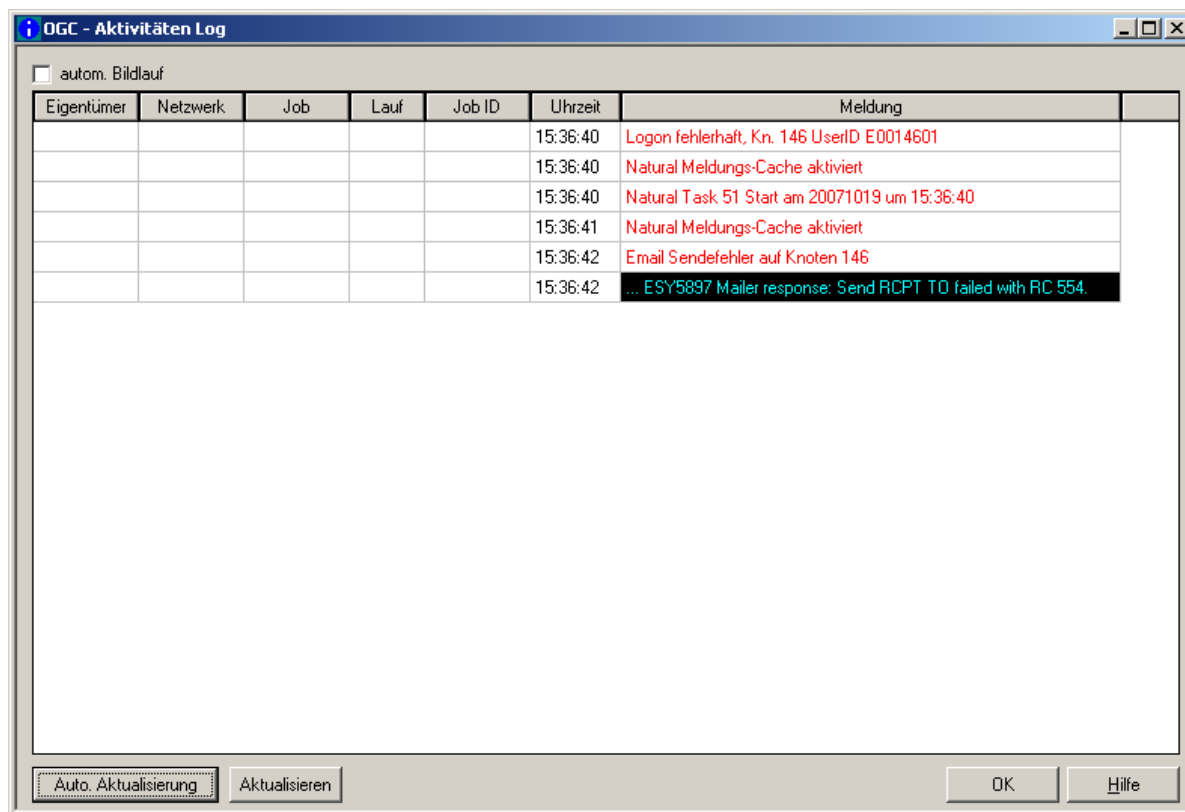 OGC - Aktivitäten Log
autom. Bildlauf
Eigentümer Netzwerk Job Lauf Job ID Uhrzeit Meldung
15:36:40 Logon fehlerhaft, Kn. 146 UserID E0014601
15:36:40 Natural Meldungs-Cache aktiviert
15:36:40 Natural Task 51 Start am 20071019 um 15:36:40
15:36:41 Natural Meldungs-Cache aktiviert
15:36:42 Email Sendefehler auf Knoten 146
15:36:42 ... ESY5897 Mailer response: Send RCPT TO failed with RC 554.
Auto. Aktualisierung Aktualisieren OK Hilfe